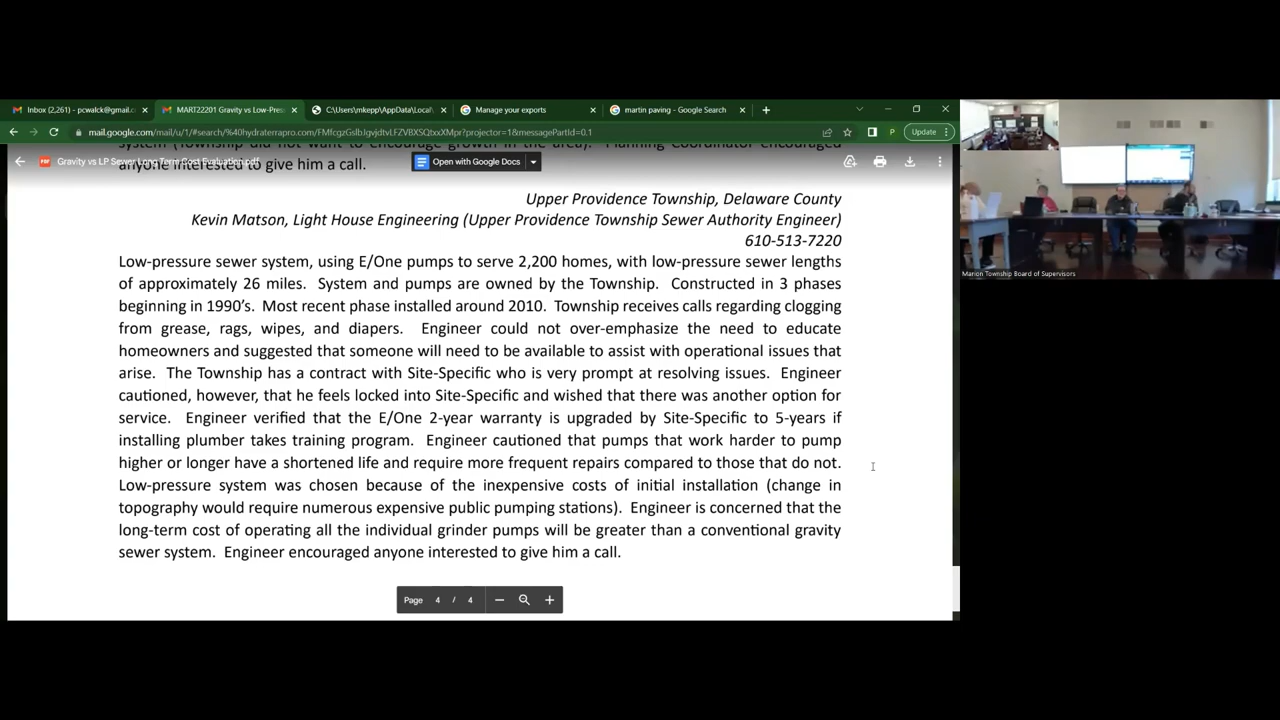 Inbox (2,261) - pcwalck@gmail.c
MART22201 Gravity vs Low-Pres
C:\Users\mkepp\AppData\Local\
Manage your exports
martin paving - Google Search
Update
Gravity vs LP Sewer Long Term Cost Evaluation.pdf
Open with Google Docs
anyone interested to give him a call.
Upper Providence Township, Delaware County
Kevin Matson, Light House Engineering (Upper Providence Township Sewer Authority Engineer)
610-513-7220
Low-pressure sewer system, using E/One pumps to serve 2,200 homes, with low-pressure sewer lengths
of approximately 26 miles. System and pumps are owned by the Township. Constructed in 3 phases
beginning in 1990's. Most recent phase installed around 2010. Township receives calls regarding clogging
from grease, rags, wipes, and diapers. Engineer could not over-emphasize the need to educate
homeowners and suggested that someone will need to be available to assist with operational issues that
arise. The Township has a contract with Site-Specific who is very prompt at resolving issues. Engineer
cautioned, however, that he feels locked into Site-Specific and wished that there was another option for
service. Engineer verified that the E/One 2-year warranty is upgraded by Site-Specific to 5-years if
installing plumber takes training program. Engineer cautioned that pumps that work harder to pump
higher or longer have a shortened life and require more frequent repairs compared to those that do not.
Low-pressure system was chosen because of the inexpensive costs of initial installation (change in
topography would require numerous expensive public pumping stations). Engineer is concerned that the
long-term cost of operating all the individual grinder pumps will be greater than a conventional gravity
sewer system. Engineer encouraged anyone interested to give him a call.
Page 4 / 4
Marion Township Board of Supervisors